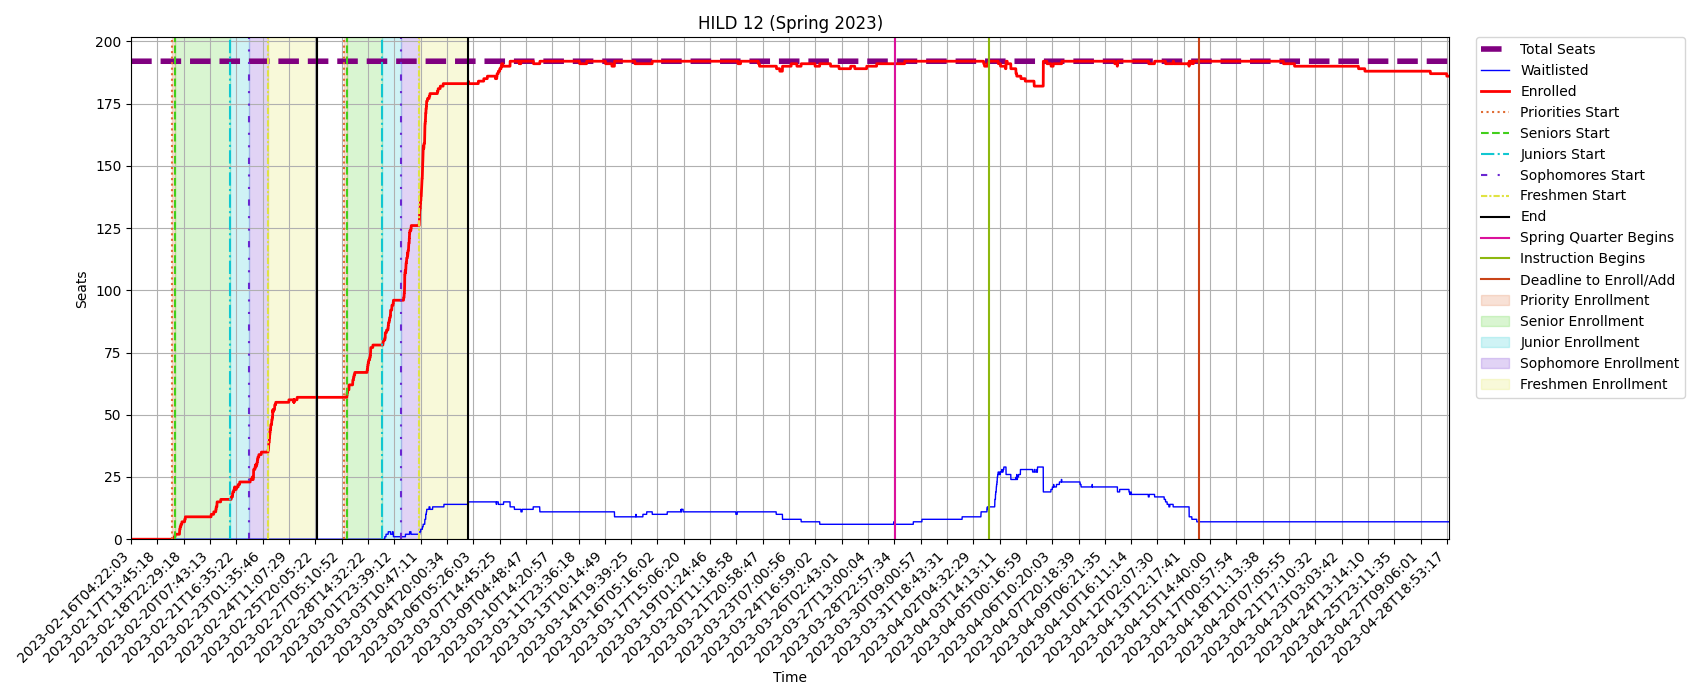 HILD 12 (Spring 2023)
Seats
200
175
150
125
100
75
50
25
0
2023-02-16T04:22:03
2023-02-17T13:45:18
2023-02-18T22:29:18
2023-02-20T07:43:13
2023-02-21T16:35:22
2023-02-23T01:35:46
2023-02-24T11:07:29
2023-02-25T20:05:22
2023-02-27T05:10:52
2023-02-28T14:32:22
2023-03-01T23:39:12
2023-03-03T10:47:11
2023-03-04T20:00:34
2023-03-06T05:26:03
2023-03-07T14:45:25
2023-03-09T04:48:47
2023-03-10T14:20:57
2023-03-11T23:36:18
2023-03-13T10:14:49
2023-03-14T19:39:25
2023-03-16T05:16:02
2023-03-17T15:06:20
2023-03-19T01:24:46
2023-03-20T11:18:58
2023-03-21T20:58:47
2023-03-23T07:00:56
2023-03-24T16:59:02
2023-03-26T02:43:01
2023-03-27T13:00:04
2023-03-28T22:57:34
2023-03-30T09:00:57
2023-03-31T18:43:31
2023-04-02T04:32:29
2023-04-03T14:13:11
2023-04-05T00:16:59
2023-04-06T10:20:03
2023-04-07T20:18:39
2023-04-09T06:21:35
2023-04-10T16:11:14
2023-04-12T02:07:30
2023-04-13T12:17:41
2023-04-15T14:40:00
2023-04-17T00:57:54
2023-04-18T11:13:38
2023-04-20T07:05:55
2023-04-21T17:10:32
2023-04-23T03:03:42
2023-04-24T13:14:10
2023-04-25T23:11:35
2023-04-27T09:06:01
2023-04-28T18:53:17
Time
Total Seats
Waitlisted
Enrolled
Priorities Start
Seniors Start
Juniors Start
Sophomores Start
Freshmen Start
End
Spring Quarter Begins
Instruction Begins
Deadline to Enroll/Add
Priority Enrollment
Senior Enrollment
Junior Enrollment
Sophomore Enrollment
Freshmen Enrollment